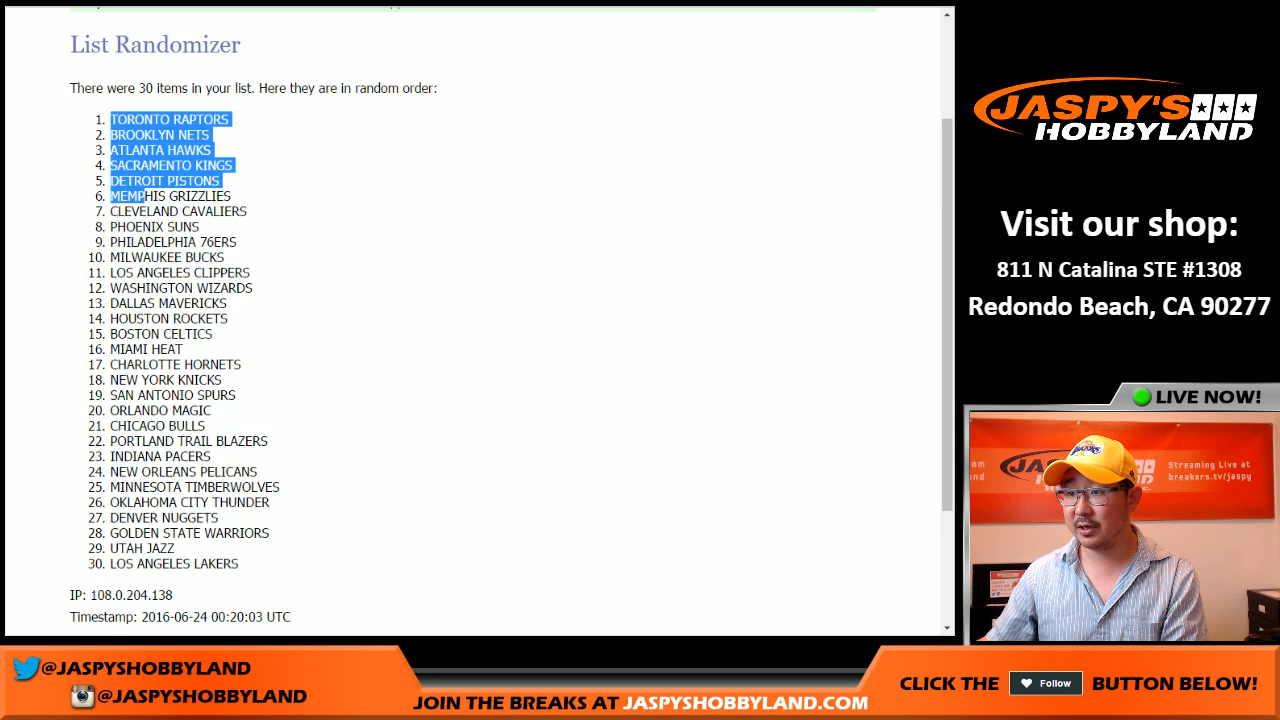 List Randomizer
There were 30 items in your list. Here they are in random order:
1. TORONTO RAPTORS
2. BROOKLYN NETS
3. ATLANTA HAWKS
4. SACRAMENTO KINGS
5. DETROIT PISTONS
6. MEMPHIS GRIZZLIES
7. CLEVELAND CAVALIERS
8. PHOENIX SUNS
9. PHILADELPHIA 76ERS
10. MILWAUKEE BUCKS
11. LOS ANGELES CLIPPERS
12. WASHINGTON WIZARDS
13. DALLAS MAVERICKS
14. HOUSTON ROCKETS
15. BOSTON CELTICS
16. MIAMI HEAT
17. CHARLOTTE HORNETS
18. NEW YORK KNICKS
19. SAN ANTONIO SPURS
20. ORLANDO MAGIC
21. CHICAGO BULLS
22. PORTLAND TRAIL BLAZERS
23. INDIANA PACERS
24. NEW ORLEANS PELICANS
25. MINNESOTA TIMBERWOLVES
26. OKLAHOMA CITY THUNDER
27. DENVER NUGGETS
28. GOLDEN STATE WARRIORS
29. UTAH JAZZ
30. LOS ANGELES LAKERS
IP: 108.0.204.138
Timestamp: 2016-06-24 00:20:03 UTC
JASPY'S
HOBBYLAND
Visit our shop:
811 N Catalina STE #1308
Redondo Beach, CA 90277
LIVE NOW!
Streaming Live at
breakers.tv/jaspy
@JASPYSHOBBYLAND
@JASPYSHOBBYLAND
JOIN THE BREAKS AT JASPYSHOBBYLAND.COM
CLICK THE Follow BUTTON BELOW!